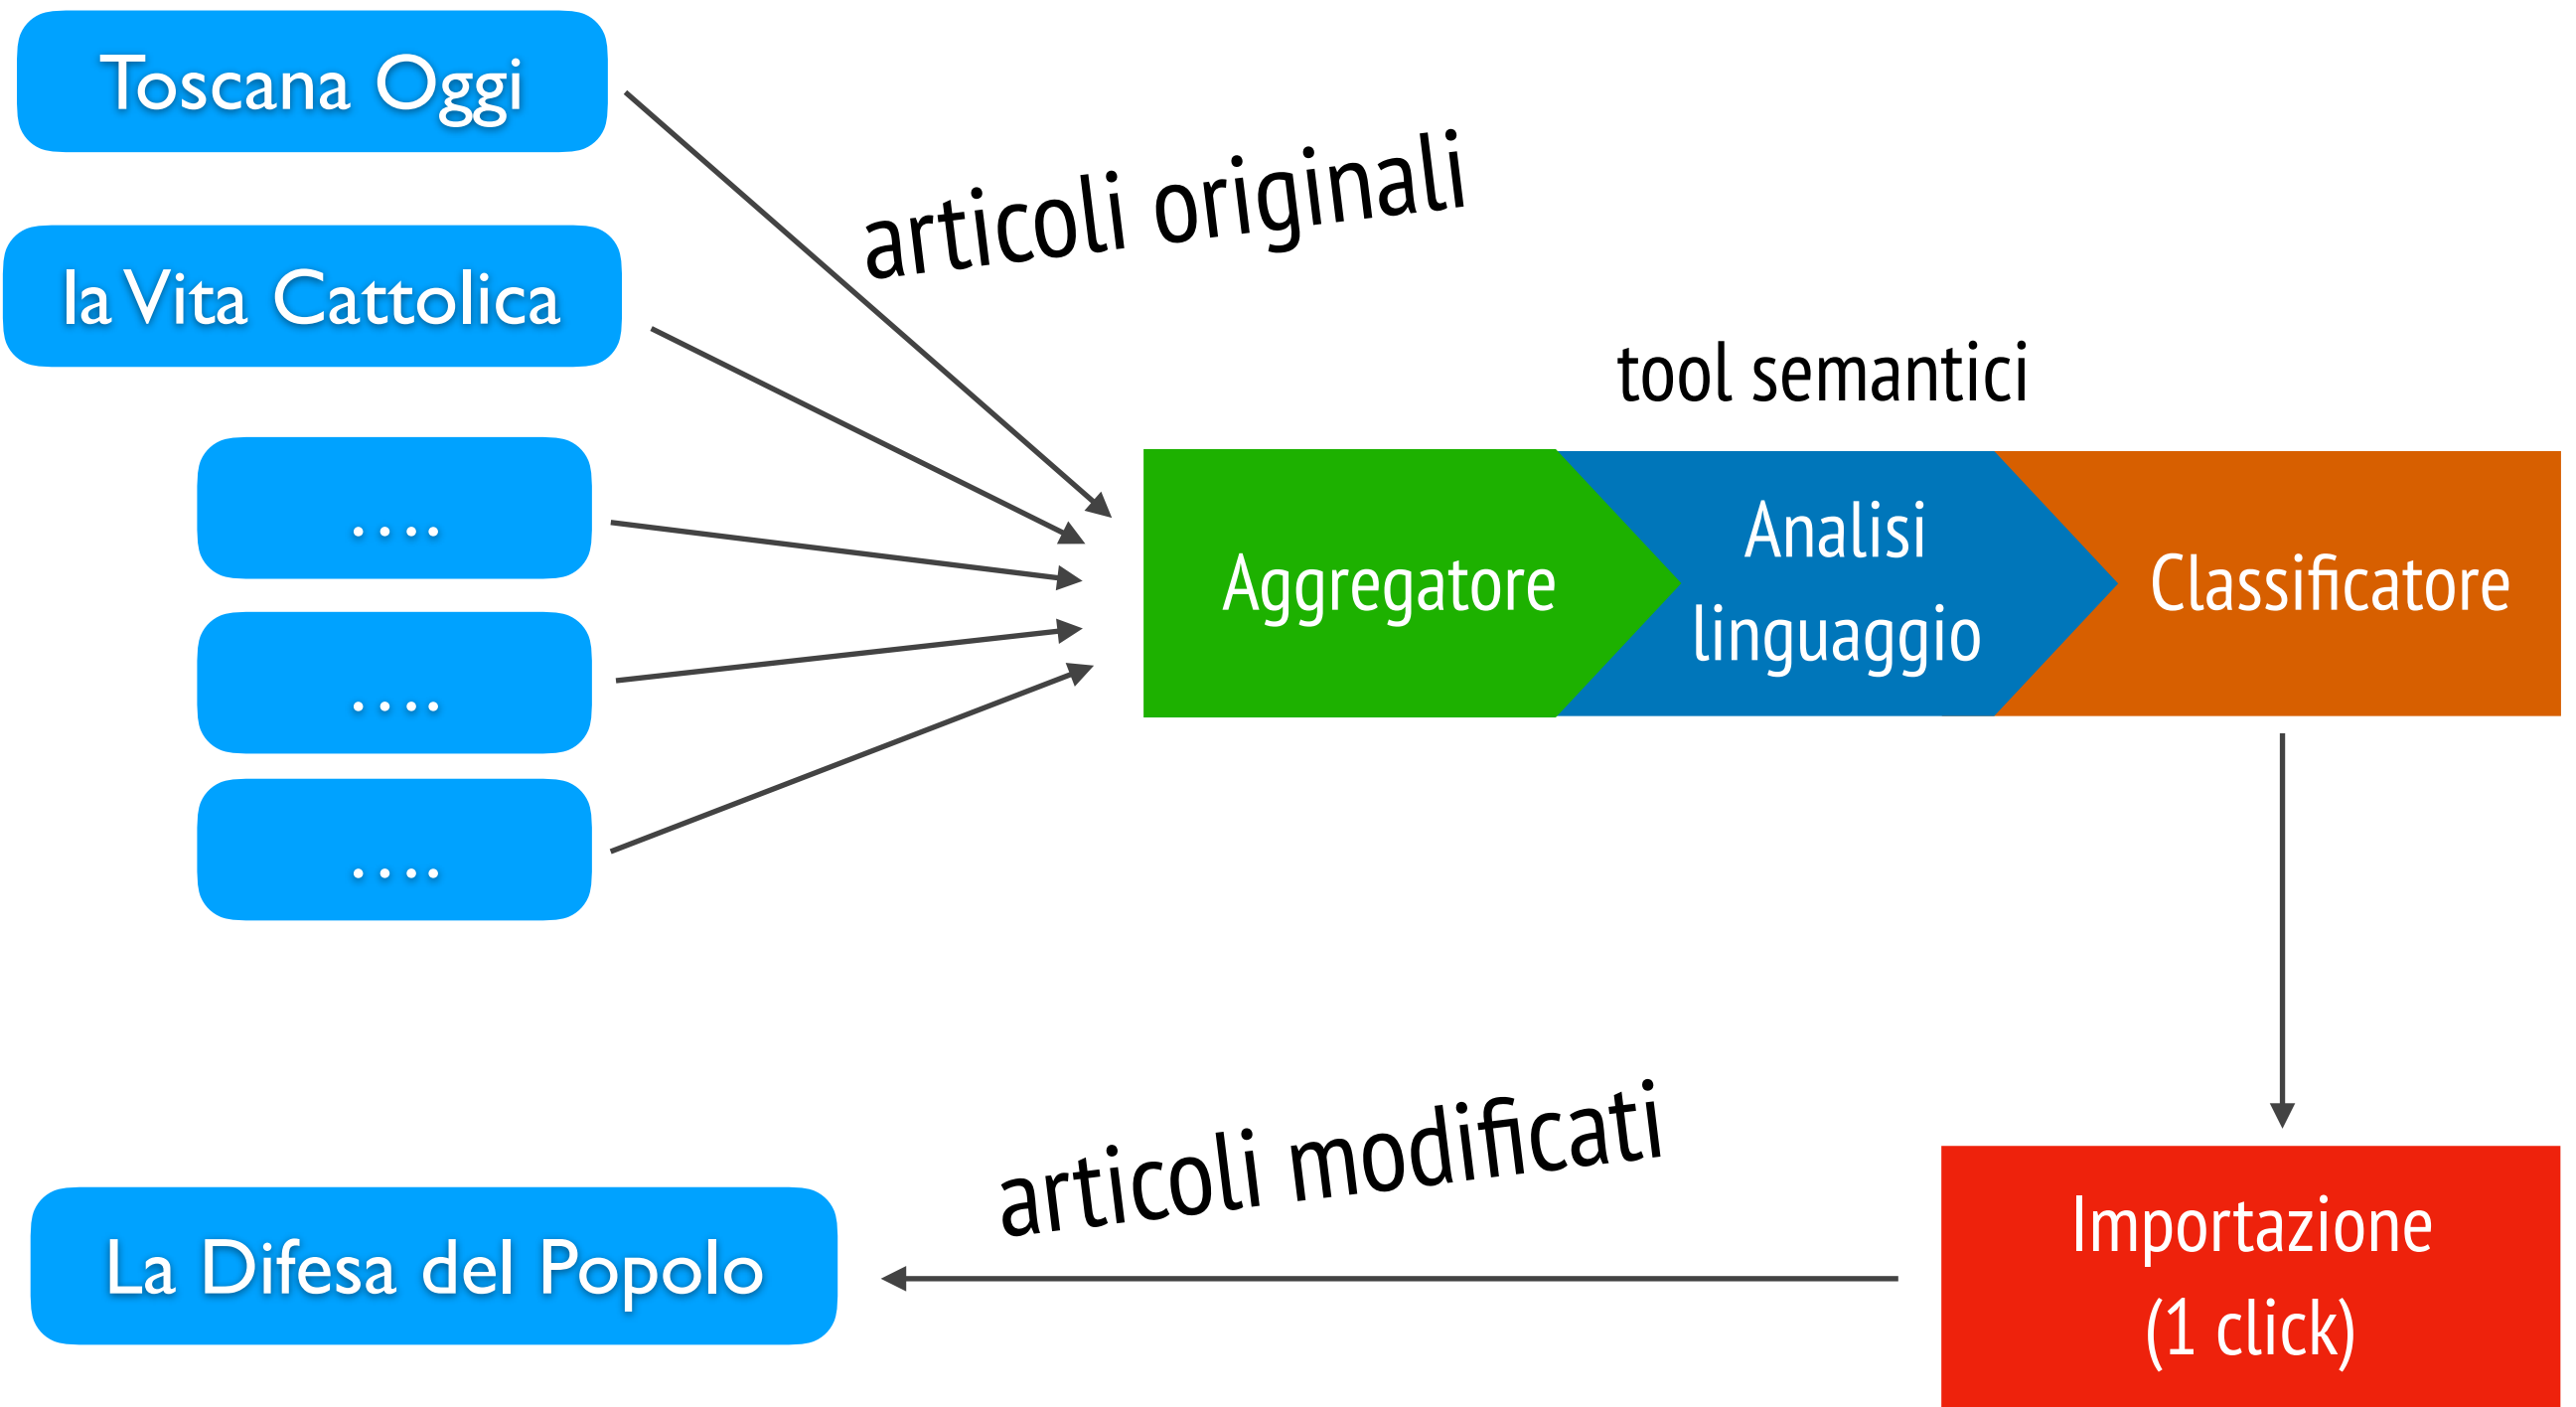 Toscana Oggi
articoli originali
la Vita Cattolica
tool semantici
....
....
....
Aggregatore
Analisi
linguaggio
Classificatore
articoli modificati
La Difesa del Popolo
Importazione
(1 click)